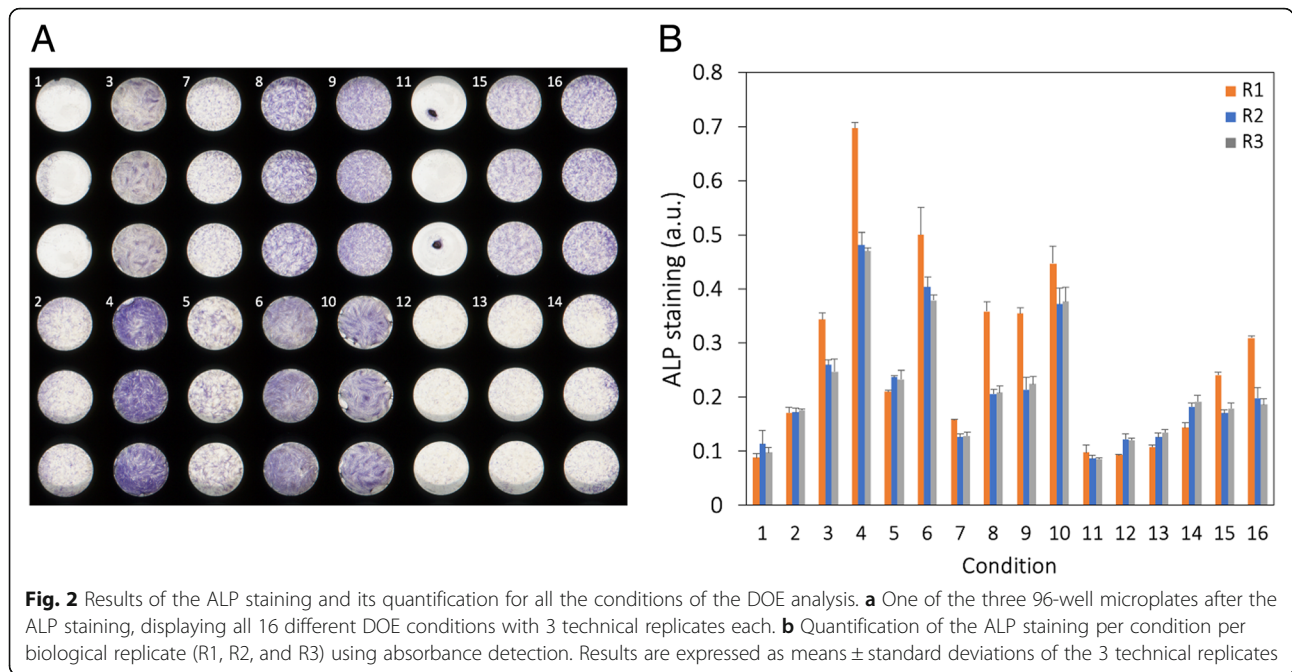 A
1 3 7 8 9 11 15 16
2 4 5 6 10 12 13 14
B
ALP staining (a.u.)
0.8
0.7
0.6
0.5
0.4
0.3
0.2
0.1
0
R1
R2
R3
1 2 3 4 5 6 7 8 9 10 11 12 13 14 15 16
Condition
Fig. 2 Results of the ALP staining and its quantification for all the conditions of the DOE analysis. a One of the three 96-well microplates after the
ALP staining, displaying all 16 different DOE conditions with 3 technical replicates each. b Quantification of the ALP staining per condition per
biological replicate (R1, R2, and R3) using absorbance detection. Results are expressed as means ± standard deviations of the 3 technical replicates